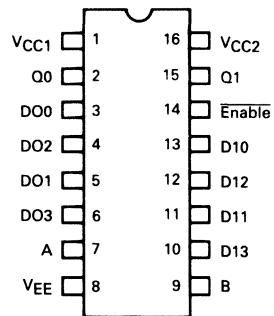 VCC1 1 16 VCC2
Q0 2 15 Q1
DO0 3 14 Enable
DO2 4 13 D10
DO1 5 12 D12
DO3 6 11 D11
A 7 10 D13
VEE 8 9 B